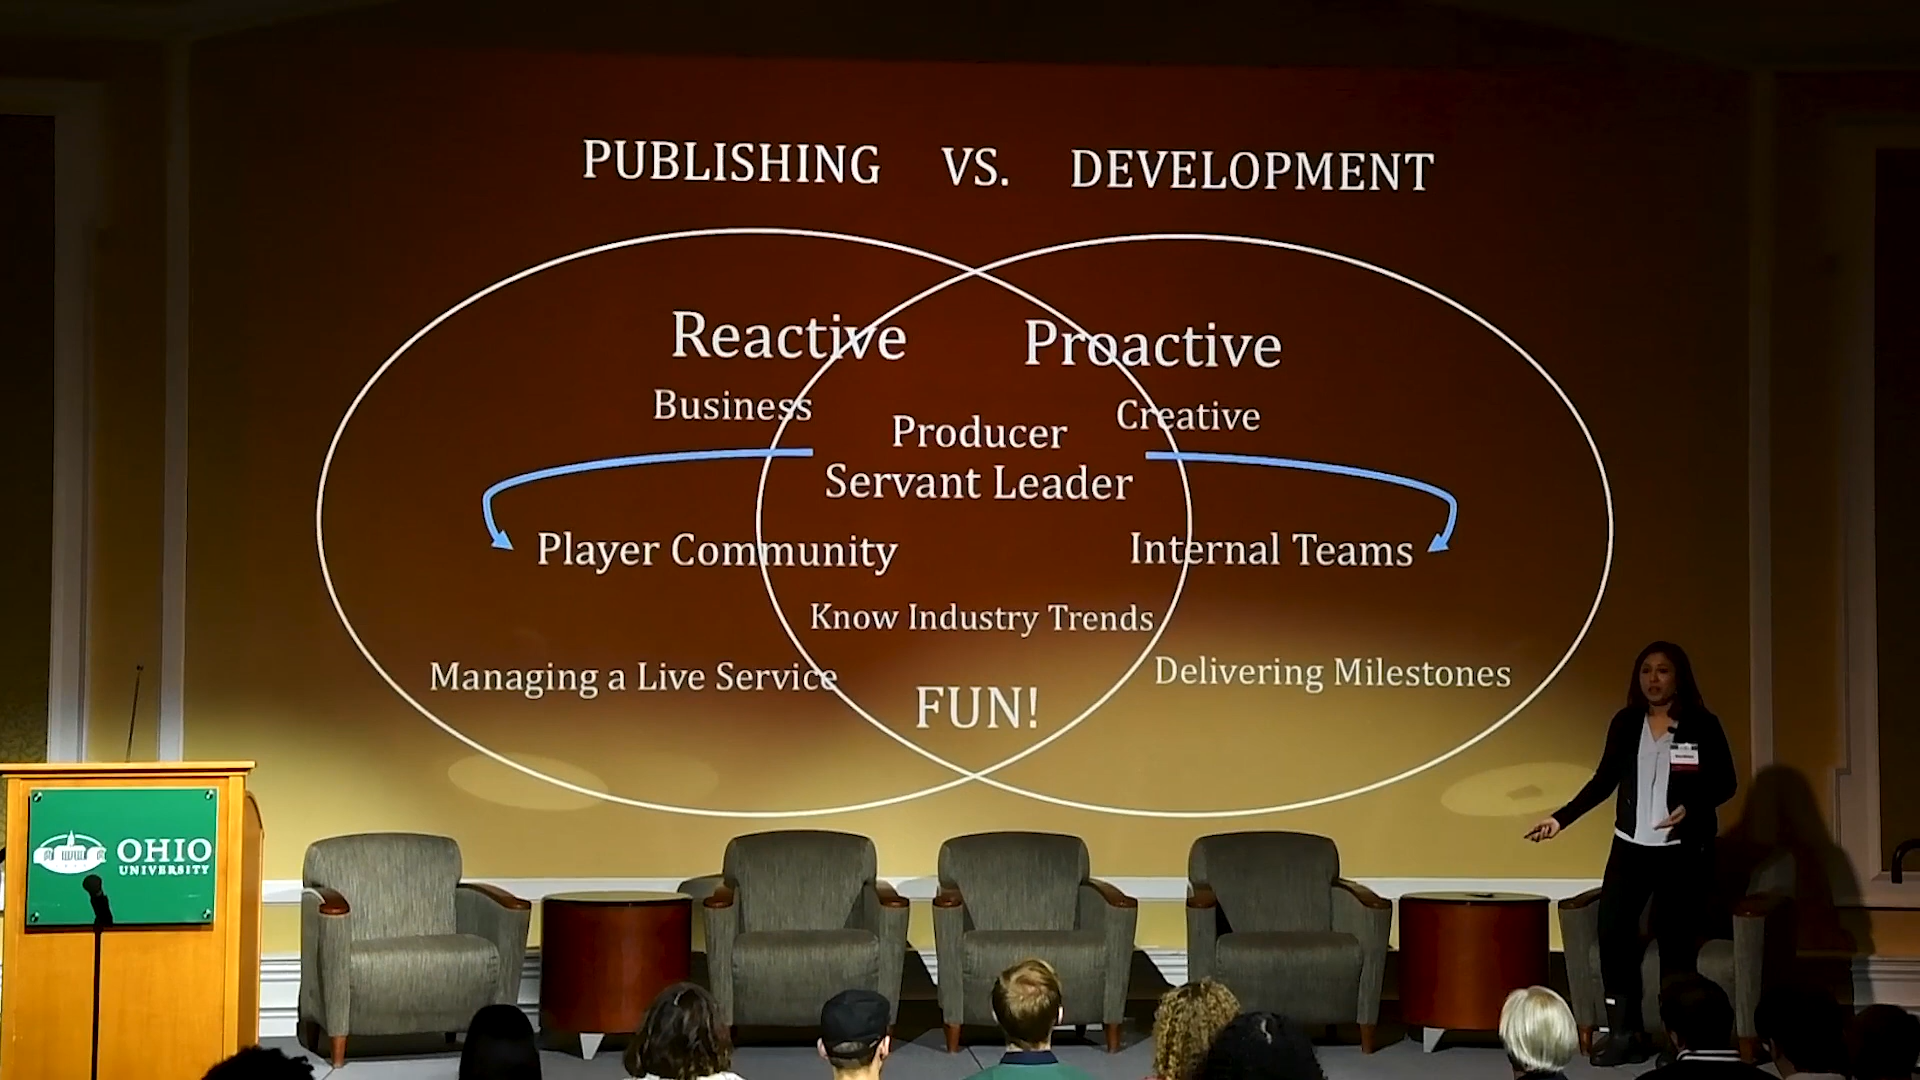 PUBLISHING VS. DEVELOPMENT
Reactive Proactive
Business Creative
Producer
Servant Leader
Player Community Internal Teams
Know Industry Trends
Managing a Live Service Delivering Milestones
FUN!
OHIO
UNIVERSITY